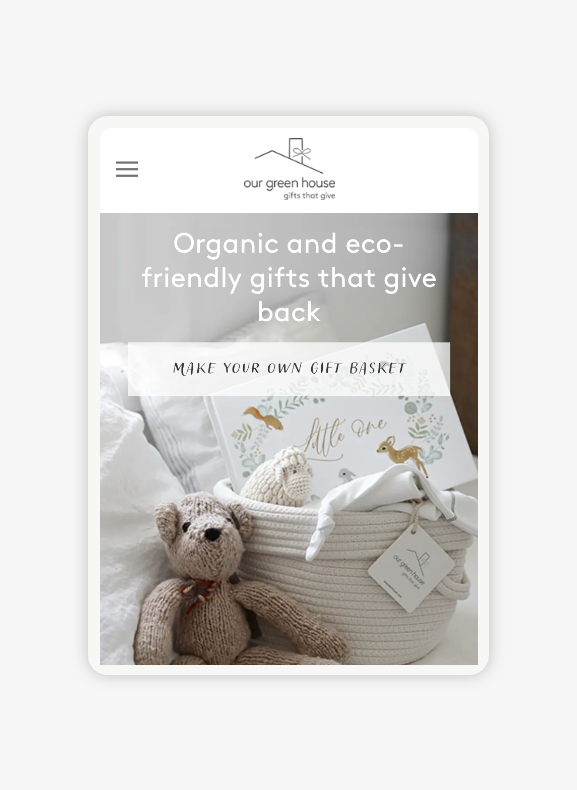 our green house
gifts that give
Organic and eco-
friendly gifts that give
back
MAKE YOUR OWN GIFT BASKET
little one
our green house
gifts that give